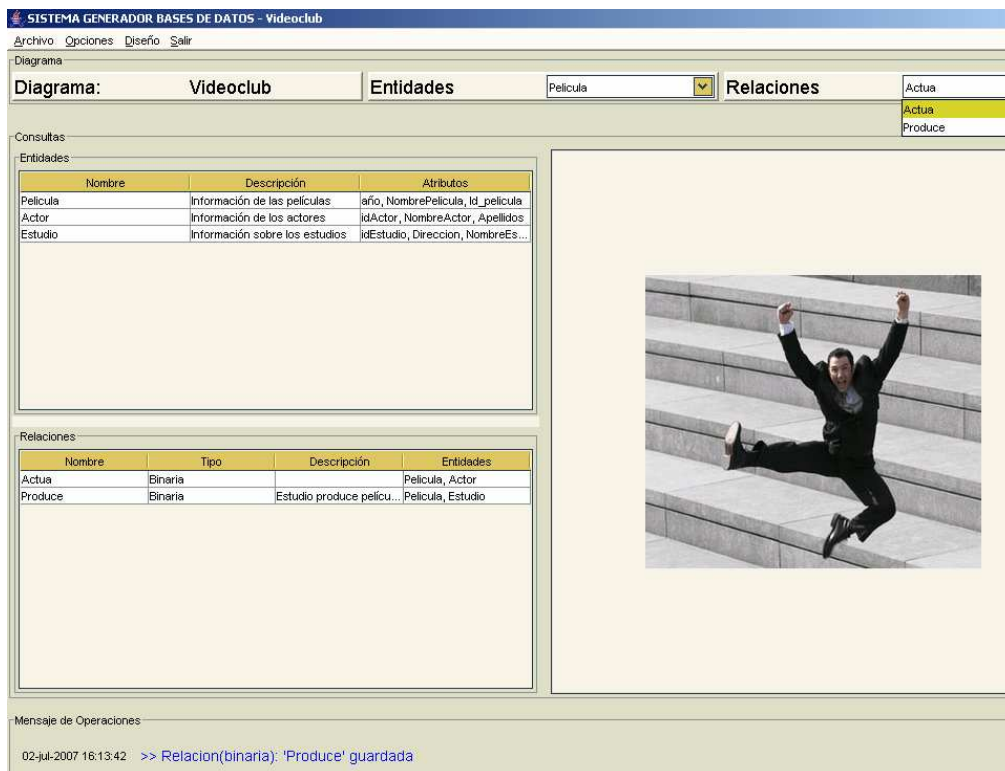 SISTEMA GENERADOR BASES DE DATOS - Videoclub
Archivo Opciones Diseño Salir
Diagrama
Diagrama: Videoclub Entidades Pelicula Relaciones Actua
Actua
Produce
Consultas
Entidades
Nombre Descripción Atributos
Pelicula Información de las películas año, NombrePelicula, Id_pelicula
Actor Información de los actores idActor, NombreActor, Apellidos
Estudio Información sobre los estudios idEstudio, Direccion, NombreEs...
Relaciones
Nombre Tipo Descripción Entidades
Actua Binaria Pelicula, Actor
Produce Binaria Estudio produce pelícu... Pelicula, Estudio
Mensaje de Operaciones
02-jul-2007 16:13:42 >> Relacion(binaria): 'Produce' guardada